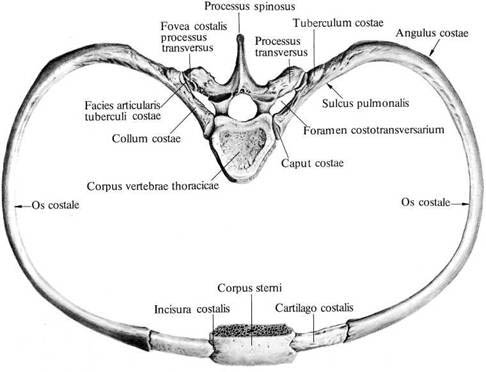 Processus spinosus
Fovea costalis
processus
transversus
Processus
transversus
Tuberculum costae
Angulus costae
Facies articularis
tuberculi costae
Sulcus pulmonalis
Collum costae
Foramen costotransversarium
Caput costae
Corpus vertebrae thoracicae
Os costale
Os costale
Corpus sterni
Incisura costalis
Cartilago costalis